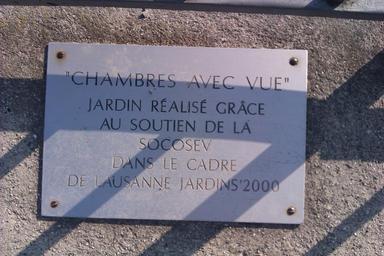 "CHAMBRES AVEC VUE"
JARDIN RÉALISÉ GRÂCE
AU SOUTIEN DE LA
SOCOSEV
DANS LE CADRE
DE LAUSANNE JARDINS'2000